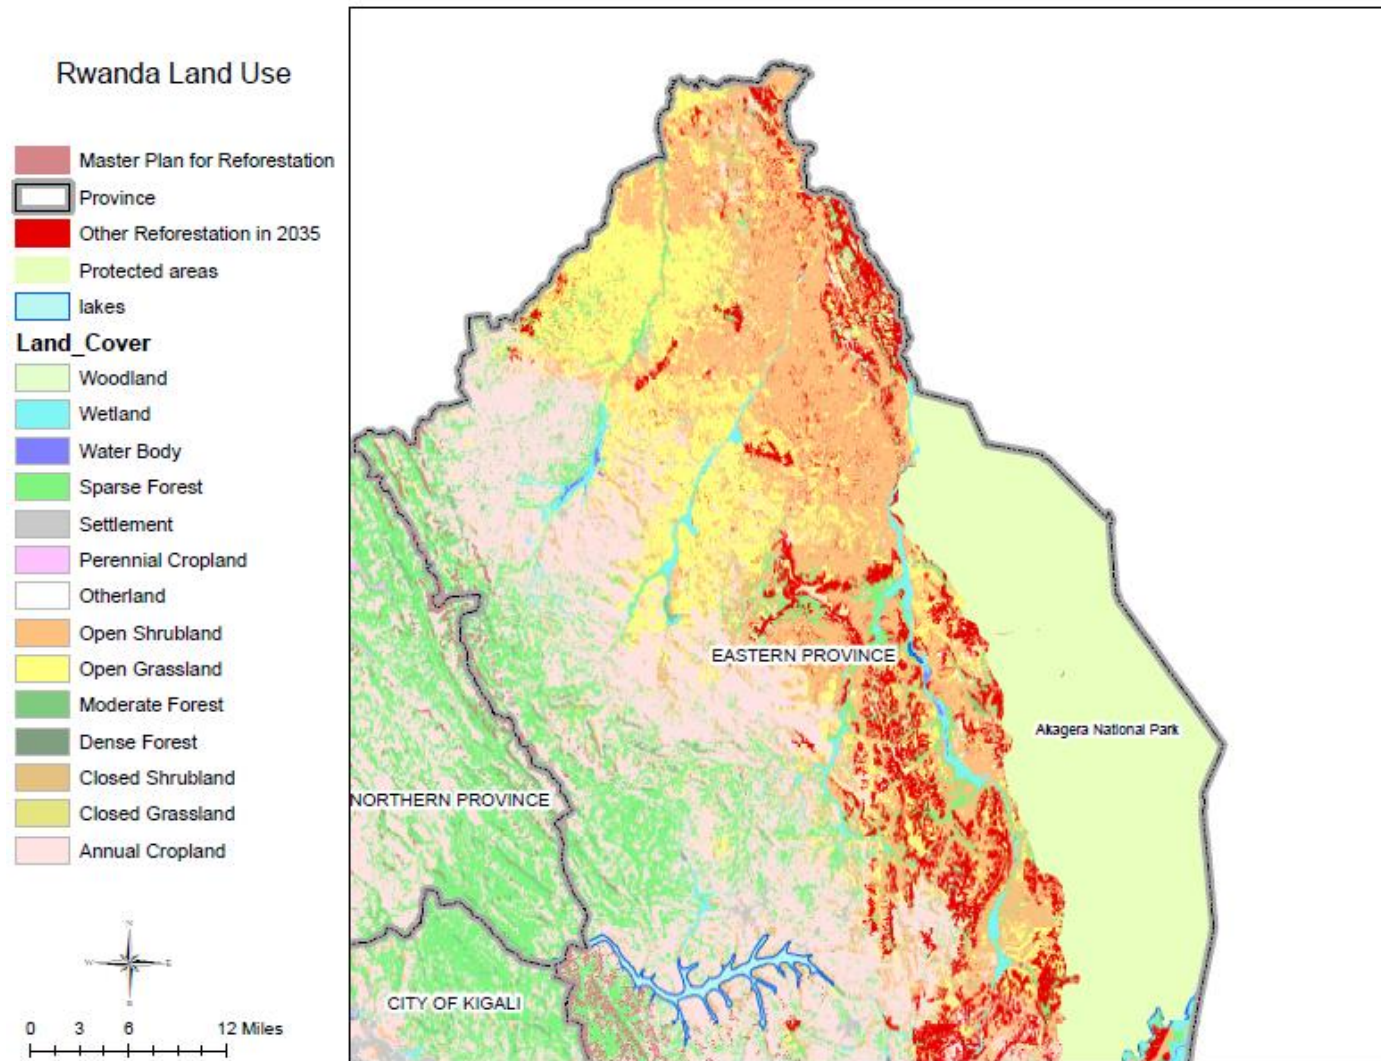 Rwanda Land Use
Master Plan for Reforestation
Province
Other Reforestation in 2035
Protected areas
lakes
Land_Cover
Woodland
Wetland
Water Body
Sparse Forest
Settlement
Perennial Cropland
Otherland
Open Shrubland
Open Grassland
Moderate Forest
Dense Forest
Closed Shrubland
Closed Grassland
Annual Cropland
N
W E
S
0 3 6 12 Miles
EASTERN PROVINCE
Akagera National Park
NORTHERN PROVINCE
CITY OF KIGALI